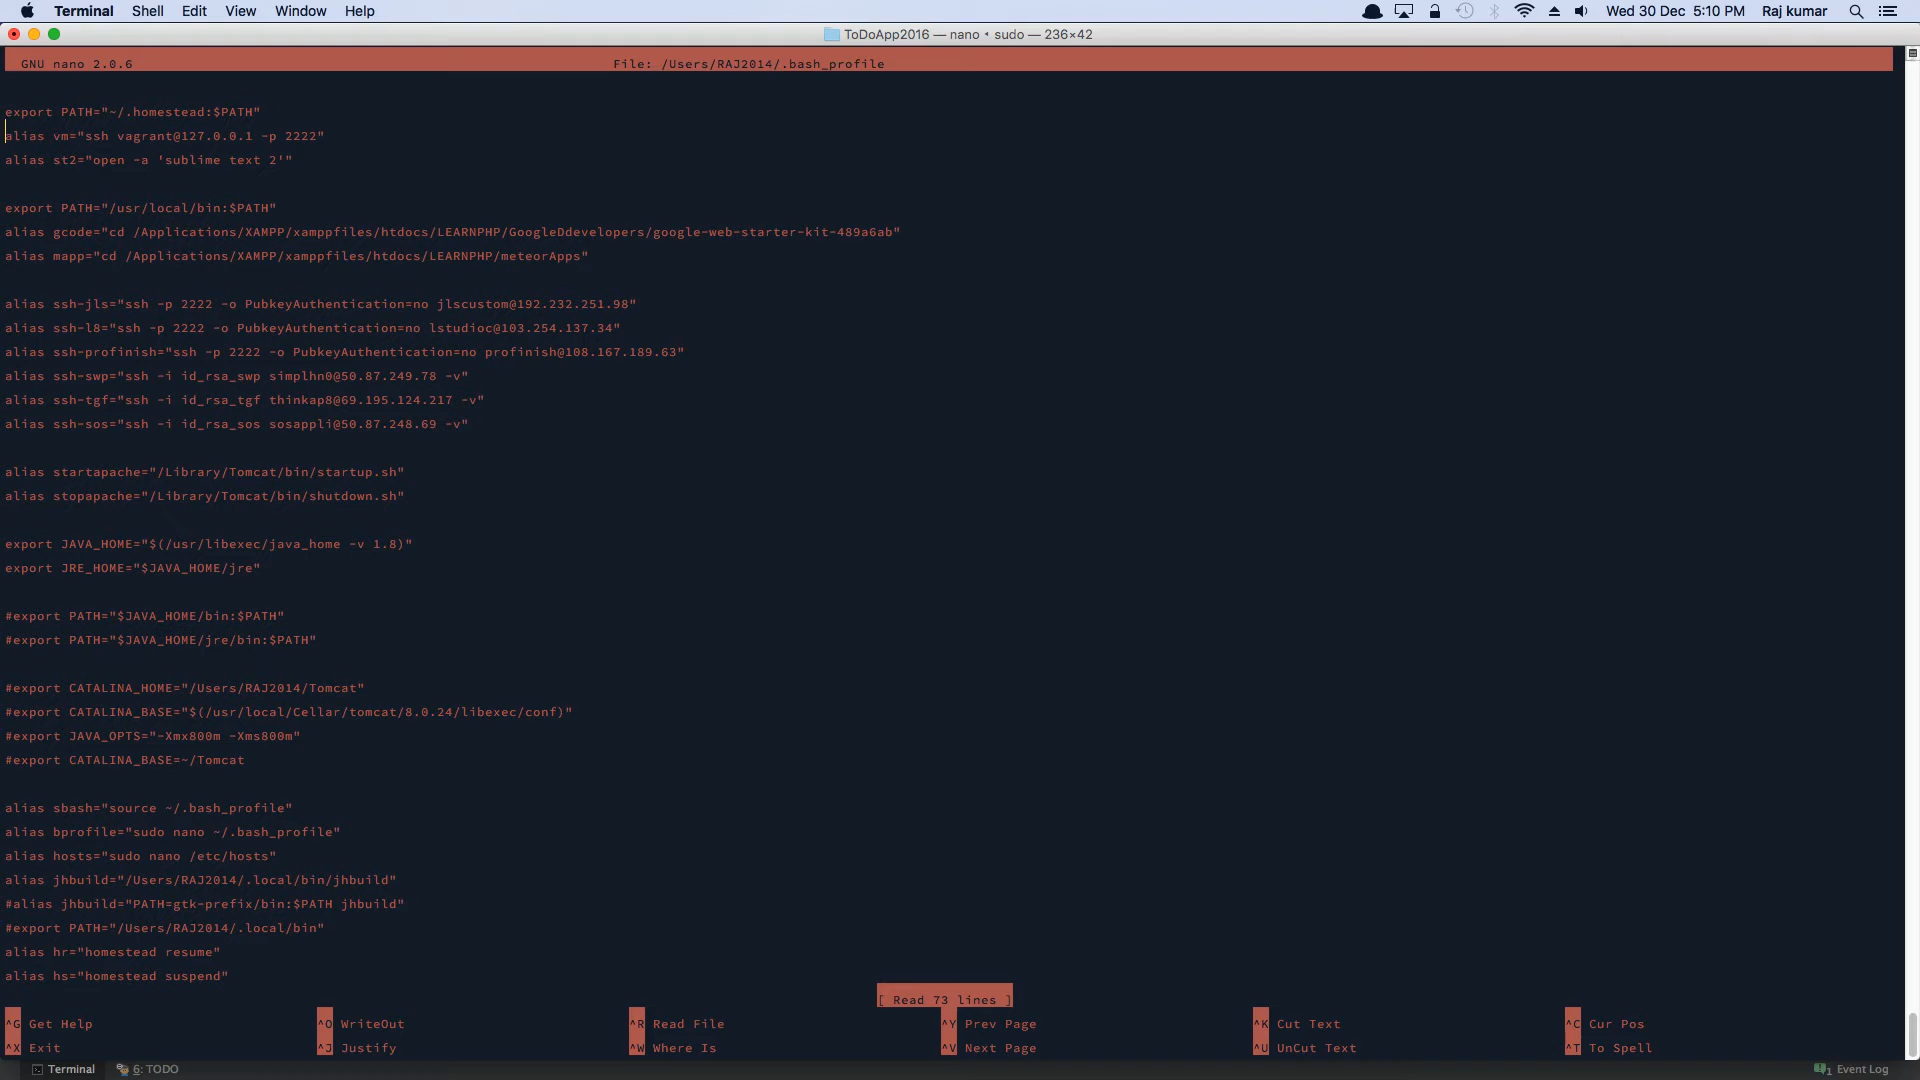 Terminal Shell Edit View Window Help Wed 30 Dec 5:10 PM Raj kumar
ToDoApp2016 — nano • sudo — 236×42
GNU nano 2.0.6 File: /Users/RAJ2014/.bash_profile
export PATH="~/.homestead:$PATH"
alias vm="ssh vagrant@127.0.0.1 -p 2222"
alias st2="open -a 'sublime text 2'"
export PATH="/usr/local/bin:$PATH"
alias gcode="cd /Applications/XAMPP/xamppfiles/htdocs/LEARNPHP/GoogleDdevelopers/google-web-starter-kit-489a6ab"
alias mapp="cd /Applications/XAMPP/xamppfiles/htdocs/LEARNPHP/meteorApps"
alias ssh-jls="ssh -p 2222 -o PubkeyAuthentication=no jlscustom@192.232.251.98"
alias ssh-l8="ssh -p 2222 -o PubkeyAuthentication=no lstudioc@103.254.137.34"
alias ssh-profinish="ssh -p 2222 -o PubkeyAuthentication=no profinish@108.167.189.63"
alias ssh-swp="ssh -i id_rsa_swp simplhn0@50.87.249.78 -v"
alias ssh-tgf="ssh -i id_rsa_tgf thinkap8@69.195.124.217 -v"
alias ssh-sos="ssh -i id_rsa_sos sosappli@50.87.248.69 -v"
alias startapache="/Library/Tomcat/bin/startup.sh"
alias stopapache="/Library/Tomcat/bin/shutdown.sh"
export JAVA_HOME="$(/usr/libexec/java_home -v 1.8)"
export JRE_HOME="$JAVA_HOME/jre"
#export PATH="$JAVA_HOME/bin:$PATH"
#export PATH="$JAVA_HOME/jre/bin:$PATH"
#export CATALINA_HOME="/Users/RAJ2014/Tomcat"
#export CATALINA_BASE="$(/usr/local/Cellar/tomcat/8.0.24/libexec/conf)"
#export JAVA_OPTS="-Xmx800m -Xms800m"
#export CATALINA_BASE=~/Tomcat
alias sbash="source ~/.bash_profile"
alias bprofile="sudo nano ~/.bash_profile"
alias hosts="sudo nano /etc/hosts"
alias jhbuild="/Users/RAJ2014/.local/bin/jhbuild"
#alias jhbuild="PATH=gtk-prefix/bin:$PATH jhbuild"
#export PATH="/Users/RAJ2014/.local/bin"
alias hr="homestead resume"
alias hs="homestead suspend"
[ Read 73 lines ]
^G Get Help ^O WriteOut ^R Read File ^Y Prev Page ^K Cut Text ^C Cur Pos
^X Exit ^J Justify ^W Where Is ^V Next Page ^U UnCut Text ^T To Spell
Terminal 6: TODO 1 Event Log